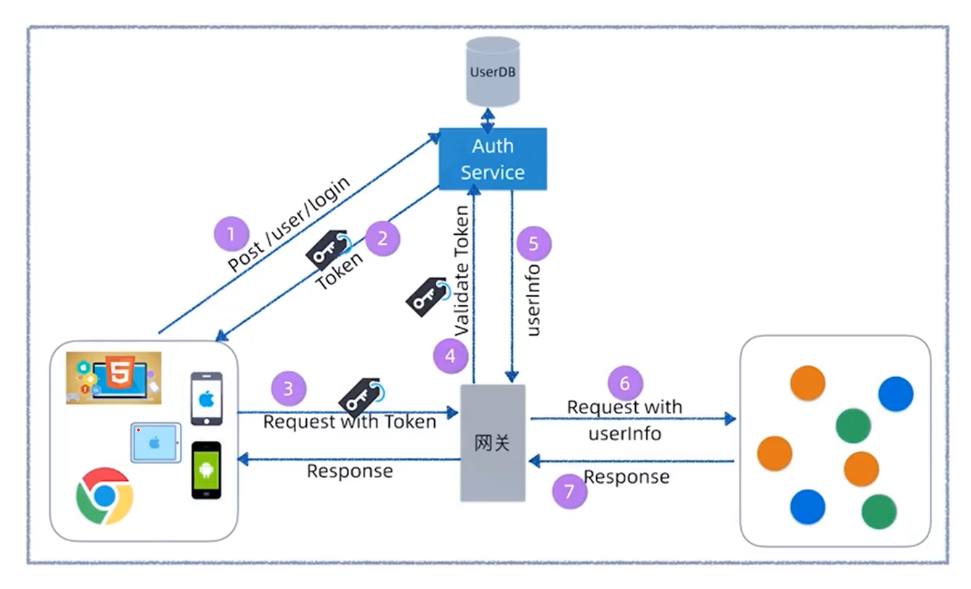 UserDB
Auth
Service
1
Post /user/login
2
Token
5
userInfo
Validate Token
4
3
Request with Token
Response
网关
6
Request with
userInfo
Response
7
5